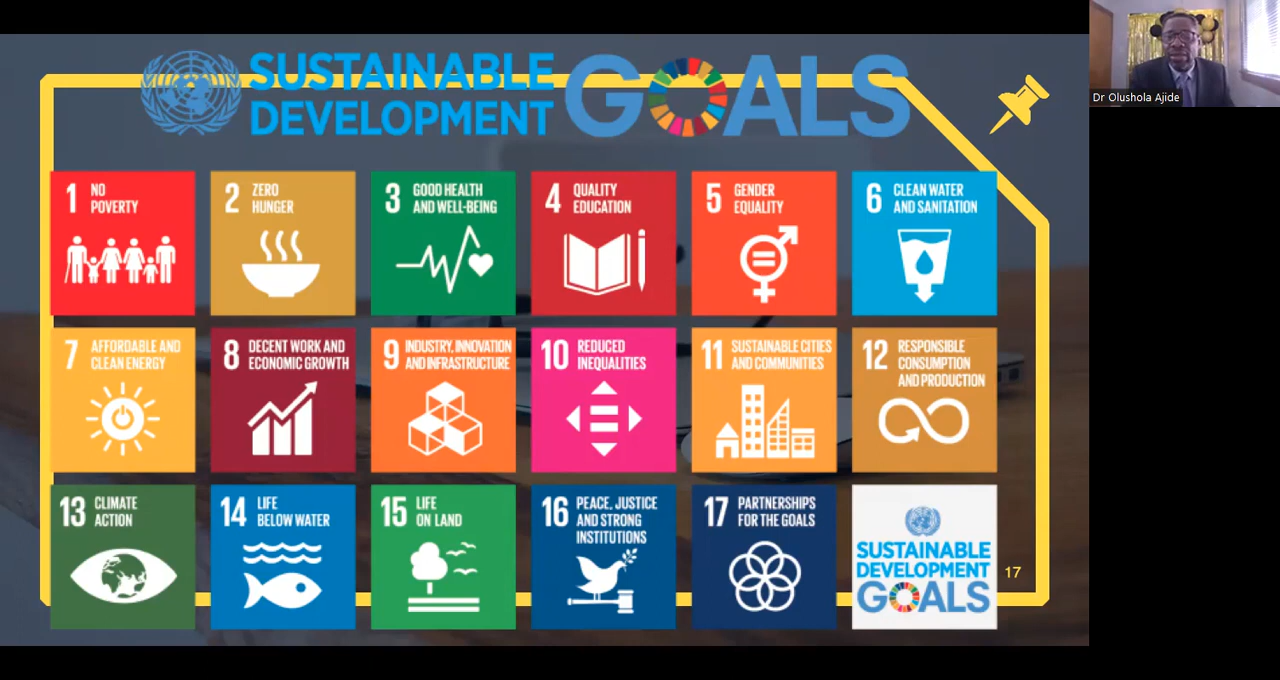 SUSTAINABLE
DEVELOPMENT
GOALS
Dr Olushola Ajide
1 NO
POVERTY
2 ZERO
HUNGER
3 GOOD HEALTH
AND WELL-BEING
4 QUALITY
EDUCATION
5 GENDER
EQUALITY
6 CLEAN WATER
AND SANITATION
7 AFFORDABLE AND
CLEAN ENERGY
8 DECENT WORK AND
ECONOMIC GROWTH
9 INDUSTRY, INNOVATION
AND INFRASTRUCTURE
10 REDUCED
INEQUALITIES
11 SUSTAINABLE CITIES
AND COMMUNITIES
12 RESPONSIBLE
CONSUMPTION
AND PRODUCTION
13 CLIMATE
ACTION
14 LIFE
BELOW WATER
15 LIFE
ON LAND
16 PEACE, JUSTICE
AND STRONG
INSTITUTIONS
17 PARTNERSHIPS
FOR THE GOALS
SUSTAINABLE
DEVELOPMENT
GOALS
17